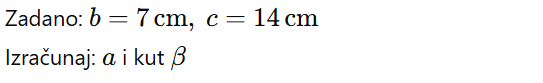 Zadano: b = 7 cm, c = 14 cm
Izračunaj: a i kut β